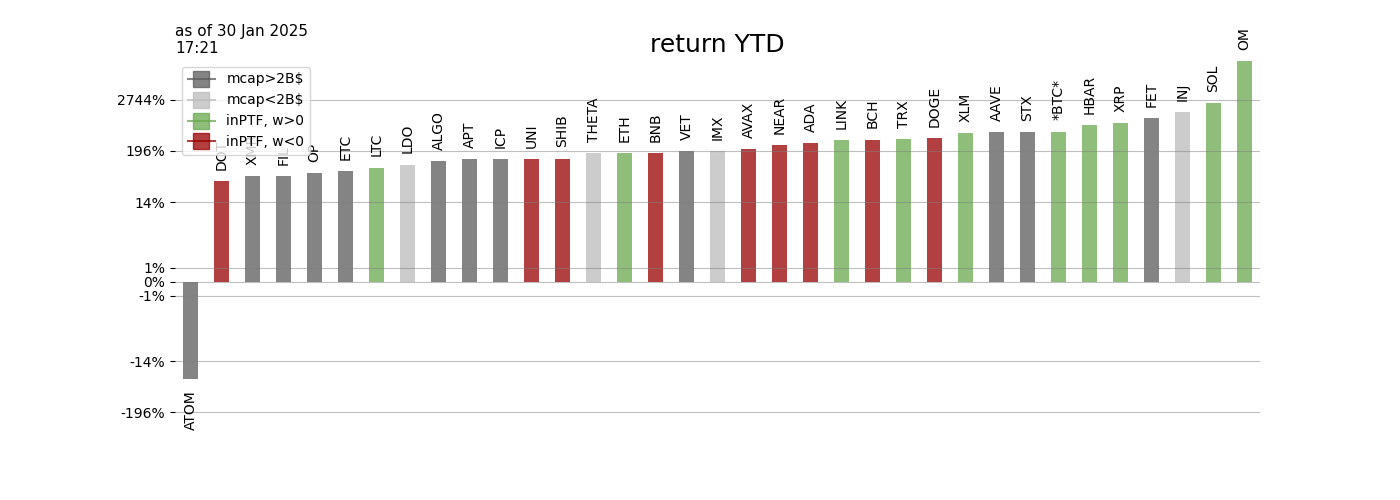 as of 30 Jan 2025
17:21
return YTD
mcap>2B$
mcap<2B$
inPTF, w>0
inPTF, w<0
2744%
196%
14%
1%
0%
-1%
-14%
-196%
ATOM
OP
ETC
LTC
LDO
ALGO
APT
ICP
UNI
SHIB
THETA
ETH
BNB
VET
IMX
AVAX
NEAR
ADA
LINK
BCH
TRX
DOGE
XLM
AAVE
STX
*BTC*
HBAR
XRP
FET
INJ
SOL
OM